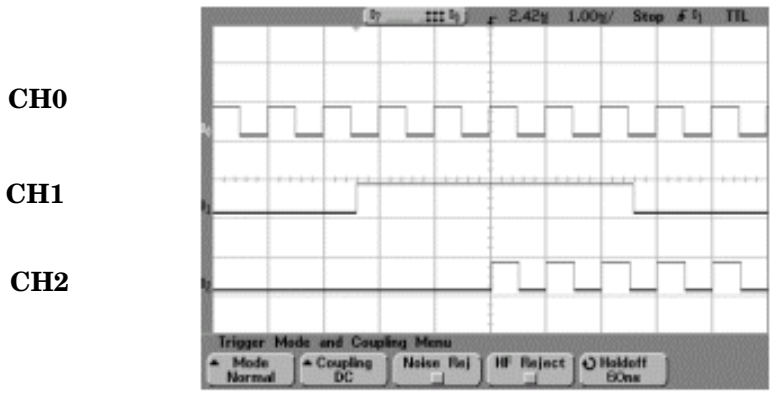 2.42 1.00 / Stop TTL
CH0
CH1
CH2
Trigger Mode and Coupling Menu
Mode Coupling Noise Rej HF Reject Holdoff
Normal DC 60ns